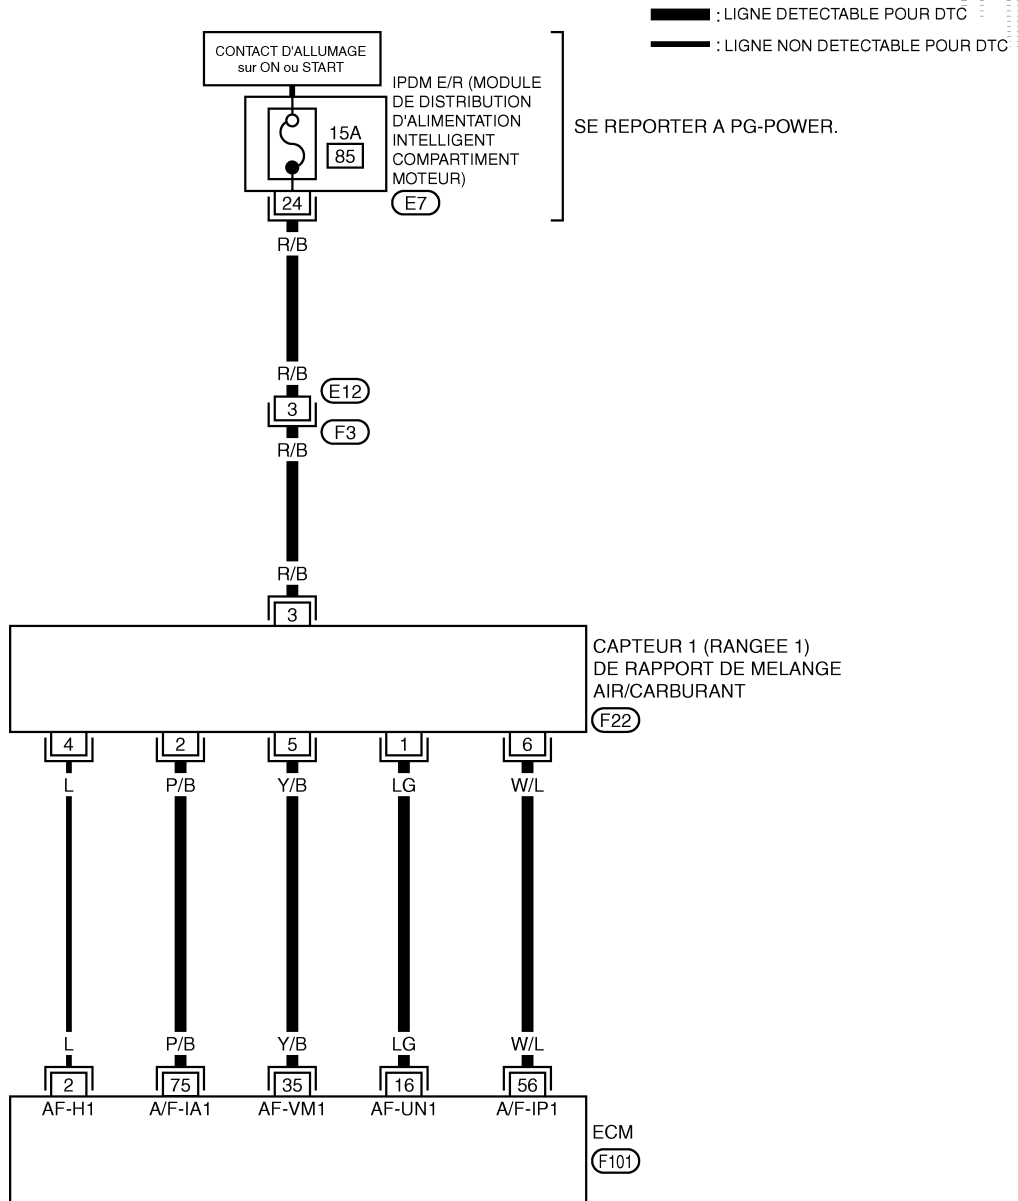 : LIGNE DETECTABLE POUR DTC
: LIGNE NON DETECTABLE POUR DTC
CONTACT D'ALLUMAGE
sur ON ou START
IPDM E/R (MODULE
DE DISTRIBUTION
D'ALIMENTATION
INTELLIGENT
COMPARTIMENT
MOTEUR)
E7
SE REPORTER A PG-POWER.
15A
85
24
R/B
R/B
E12
3
F3
R/B
R/B
3
CAPTEUR 1 (RANGEE 1)
DE RAPPORT DE MELANGE
AIR/CARBURANT
F22
4 2 5 1 6
L P/B Y/B LG W/L
L P/B Y/B LG W/L
2 75 35 16 56
AF-H1 A/F-IA1 AF-VM1 AF-UN1 A/F-IP1
ECM
F101